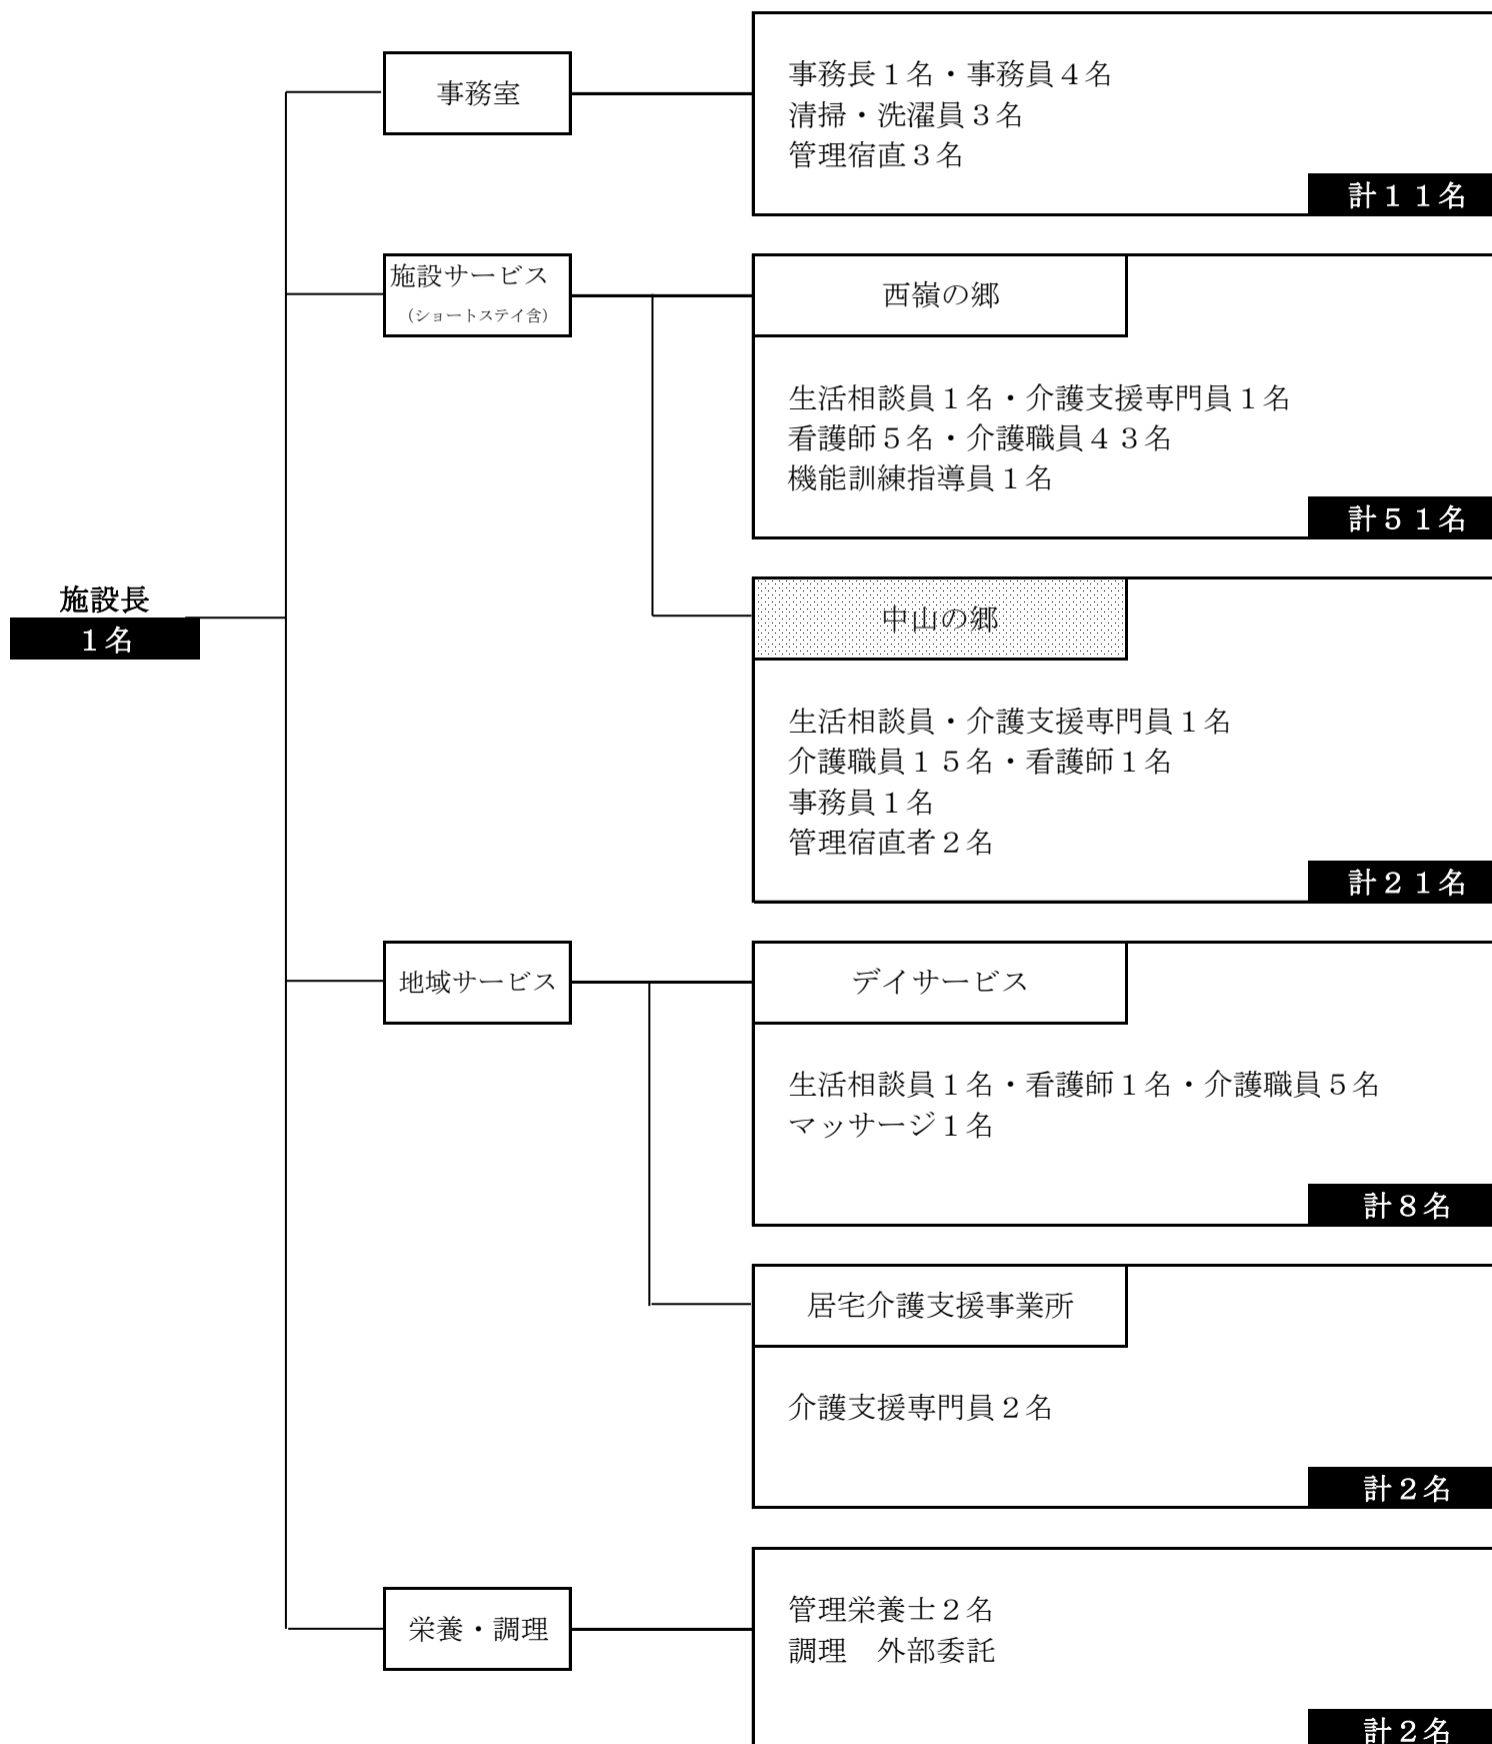 事務室
事務長１名・事務員４名
清掃・洗濯員３名
管理宿直３名
計１１名
施設サービス
（ショートステイ含）
西嶺の郷
生活相談員１名・介護支援専門員１名
看護師５名・介護職員４３名
機能訓練指導員１名
計５１名
施設長
１名
中山の郷
生活相談員・介護支援専門員１名
介護職員１５名・看護師１名
事務員１名
管理宿直者２名
計２１名
地域サービス
デイサービス
生活相談員１名・看護師１名・介護職員５名
マッサージ１名
計８名
居宅介護支援事業所
介護支援専門員２名
計２名
栄養・調理
管理栄養士２名
調理　外部委託
計２名